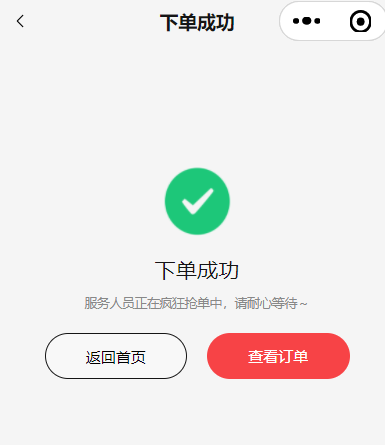 下单成功
下单成功
服务人员正在疯狂抢单中，请耐心等待～
返回首页
查看订单